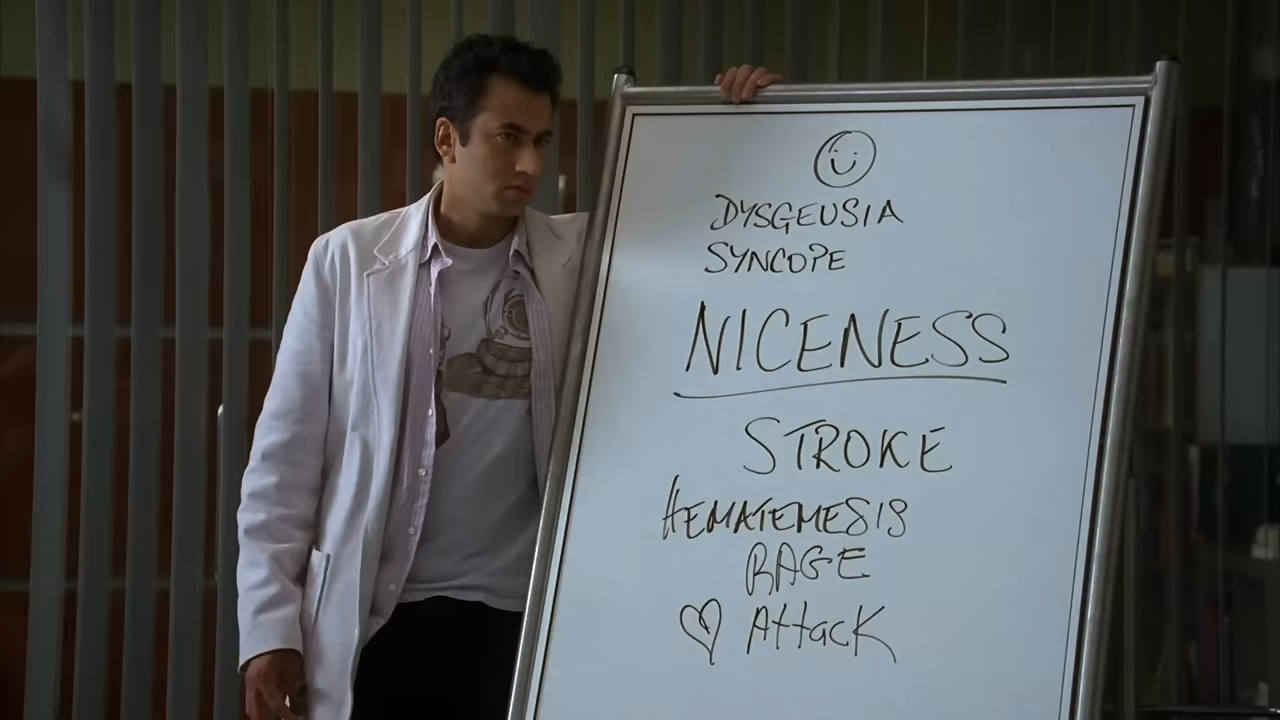 DYSGEUSIA
SYNCOPE
NICENESS
STROKE
HEMATEMESIS
RAGE
AttacK